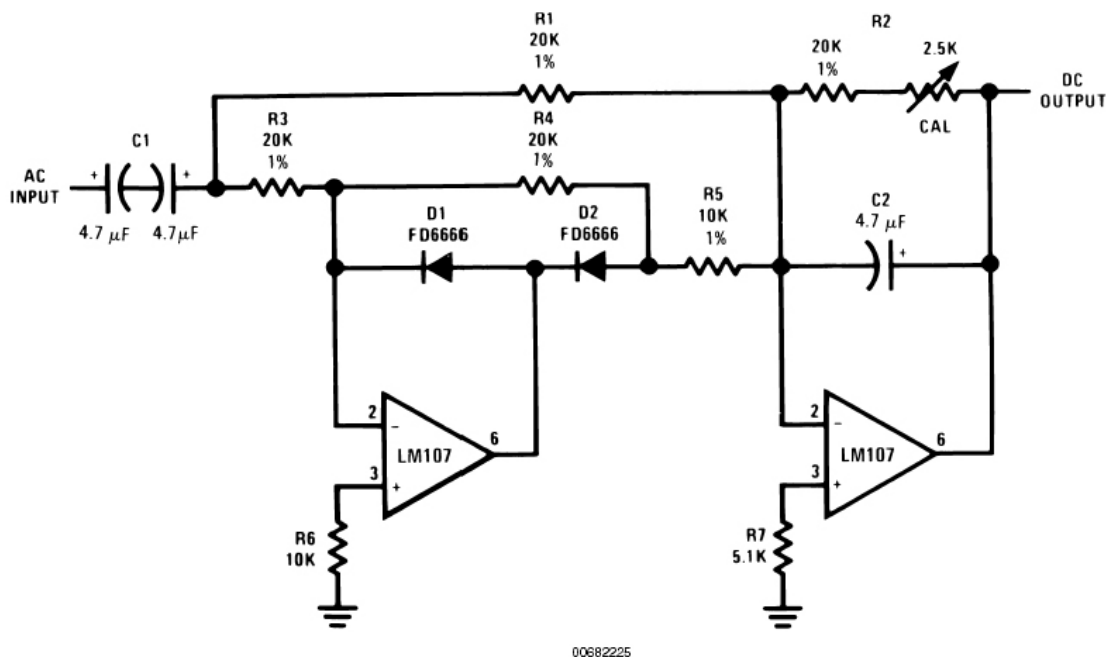 R1
20K
1%
R2
20K
1%
2.5K
CAL
DC
OUTPUT
R3
20K
1%
R4
20K
1%
C1
AC
INPUT
+
+
4.7 μF
4.7μF
D1
FD6666
D2
FD6666
R5
10K
1%
C2
4.7 μF
+
2
−
LM107
6
3
+
R6
10K
2
−
LM107
6
3
+
R7
5.1K
00682225